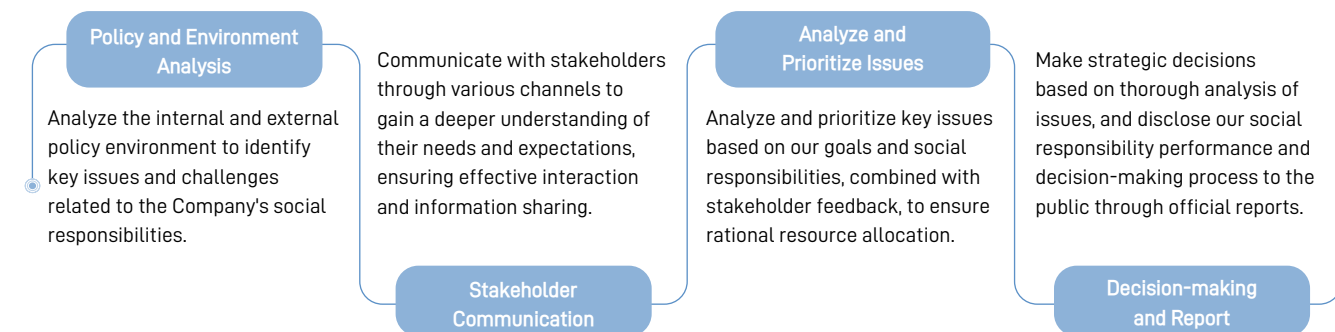 Policy and Environment
Analysis
Analyze the internal and external
policy environment to identify
key issues and challenges
related to the Company's social
responsibilities.
Communicate with stakeholders
through various channels to
gain a deeper understanding of
their needs and expectations,
ensuring effective interaction
and information sharing.
Stakeholder
Communication
Analyze and
Prioritize Issues
Analyze and prioritize key issues
based on our goals and social
responsibilities, combined with
stakeholder feedback, to ensure
rational resource allocation.
Make strategic decisions
based on thorough analysis of
issues, and disclose our social
responsibility performance and
decision-making process to the
public through official reports.
Decision-making
and Report